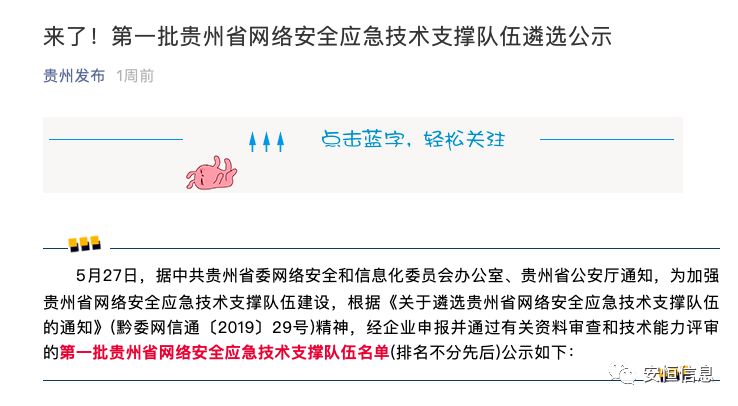 来了！第一批贵州省网络安全应急技术支撑队伍遴选公示
贵州发布 1周前
点击蓝字，轻松关注
5月27日，据中共贵州省委网络安全和信息化委员会办公室、贵州省公安厅通知，为加强
贵州省网络安全应急技术支撑队伍建设，根据《关于遴选贵州省网络安全应急技术支撑队伍
的通知》(黔委网信通〔2019〕29号)精神，经企业申报并通过有关资料审查和技术能力评审
的第一批贵州省网络安全应急技术支撑队伍名单(排名不分先后)公示如下：
安恒信息